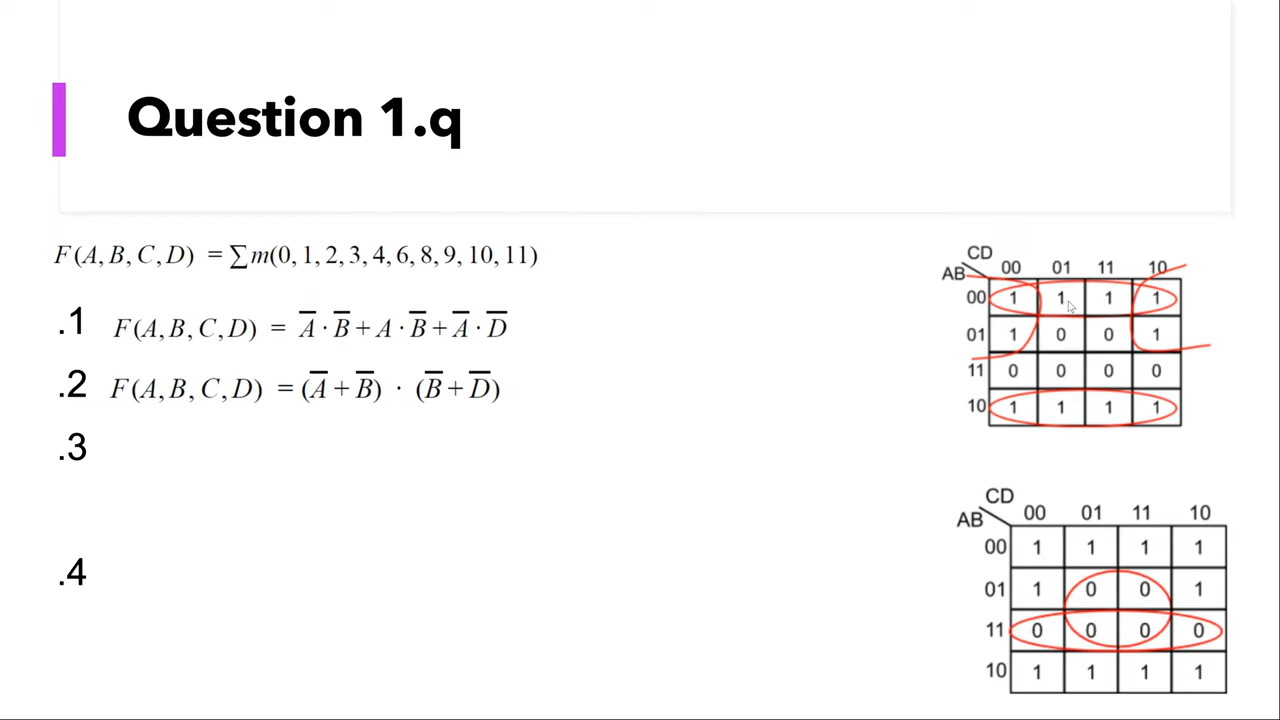 Question 1.q
F(A, B, C, D) = ∑m(0, 1, 2, 3, 4, 6, 8, 9, 10, 11)
.1 F(A, B, C, D) = A̅ · B̅ + A · B̅ + A̅ · D̅
.2 F(A, B, C, D) = (A̅ + B̅) · (B̅ + D̅)
.3
.4
CD
AB 00 01 11 10
00 1 1 1 1
01 1 0 0 1
11 0 0 0 0
10 1 1 1 1
CD
AB 00 01 11 10
00 1 1 1 1
01 1 0 0 1
11 0 0 0 0
10 1 1 1 1